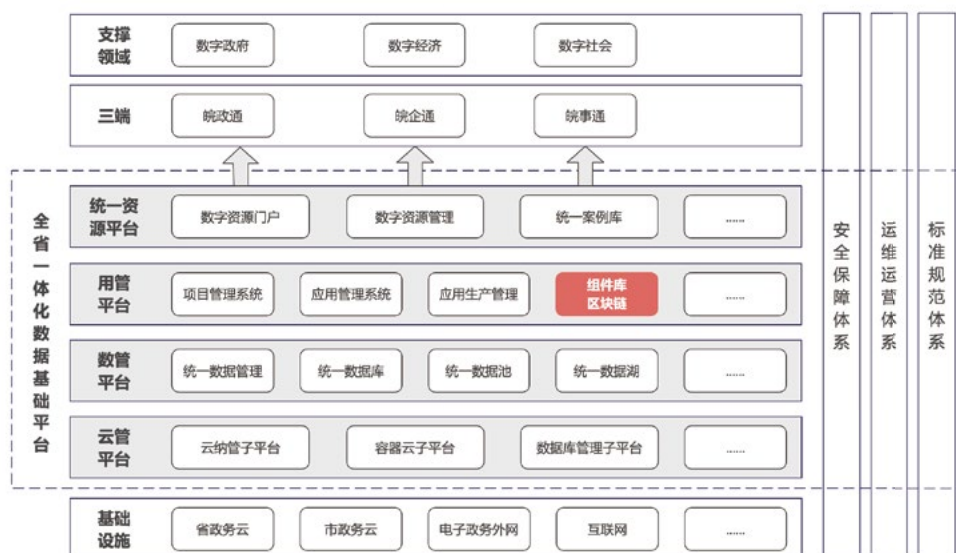 支撑
领域
数字政府
数字经济
数字社会
三端
皖政通
皖企通
皖事通
全省一体化数据基础平台
统一资
源平台
数字资源门户
数字资源管理
统一案例库
......
用管
平台
项目管理系统
应用管理系统
应用生产管理
组件库
区块链
......
数管
平台
统一数据管理
统一数据库
统一数据池
统一数据湖
......
云管
平台
云纳管子平台
容器云子平台
数据库管理子平台
......
基础
设施
省政务云
市政务云
电子政务外网
互联网
......
安全保障体系
运维运营体系
标准规范体系